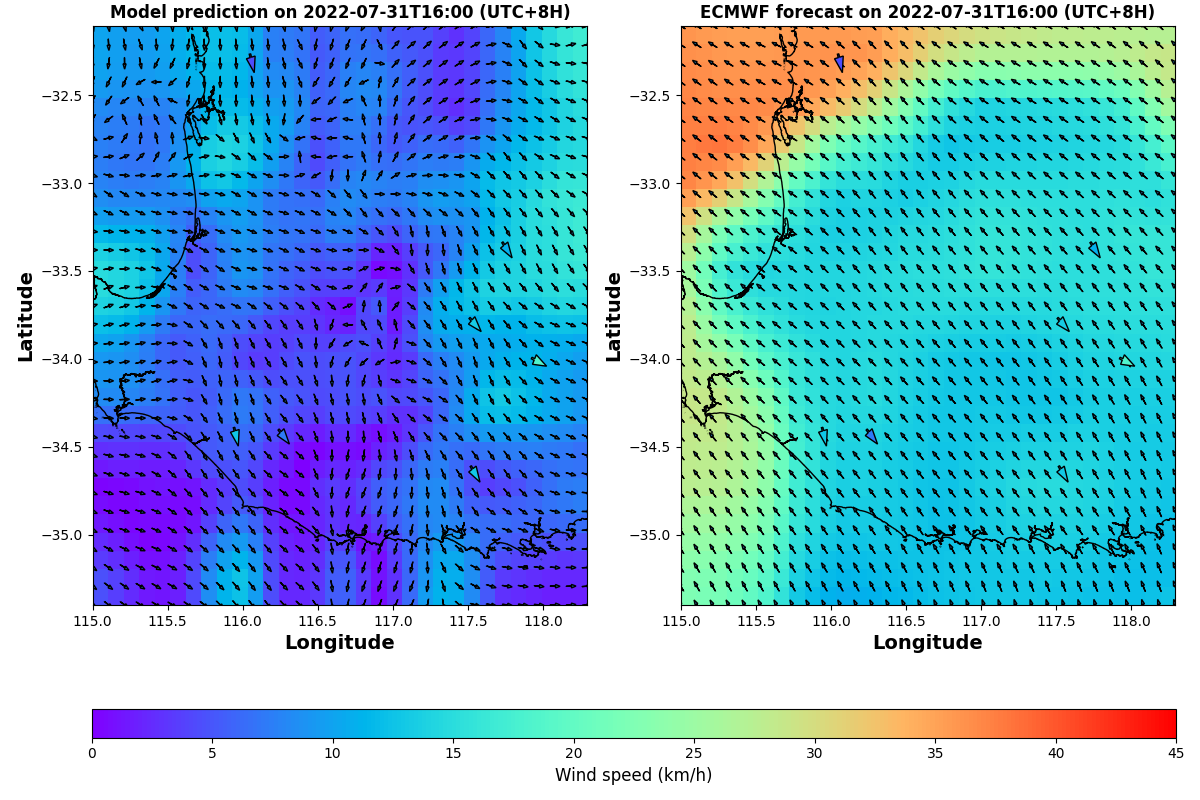 Model prediction on 2022-07-31T16:00 (UTC+8H)
ECMWF forecast on 2022-07-31T16:00 (UTC+8H)
Latitude
−32.5
−33.0
−33.5
−34.0
−34.5
−35.0
115.0 115.5 116.0 116.5 117.0 117.5 118.0
Longitude
Latitude
−32.5
−33.0
−33.5
−34.0
−34.5
−35.0
115.0 115.5 116.0 116.5 117.0 117.5 118.0
Longitude
0 5 10 15 20 25 30 35 40 45
Wind speed (km/h)